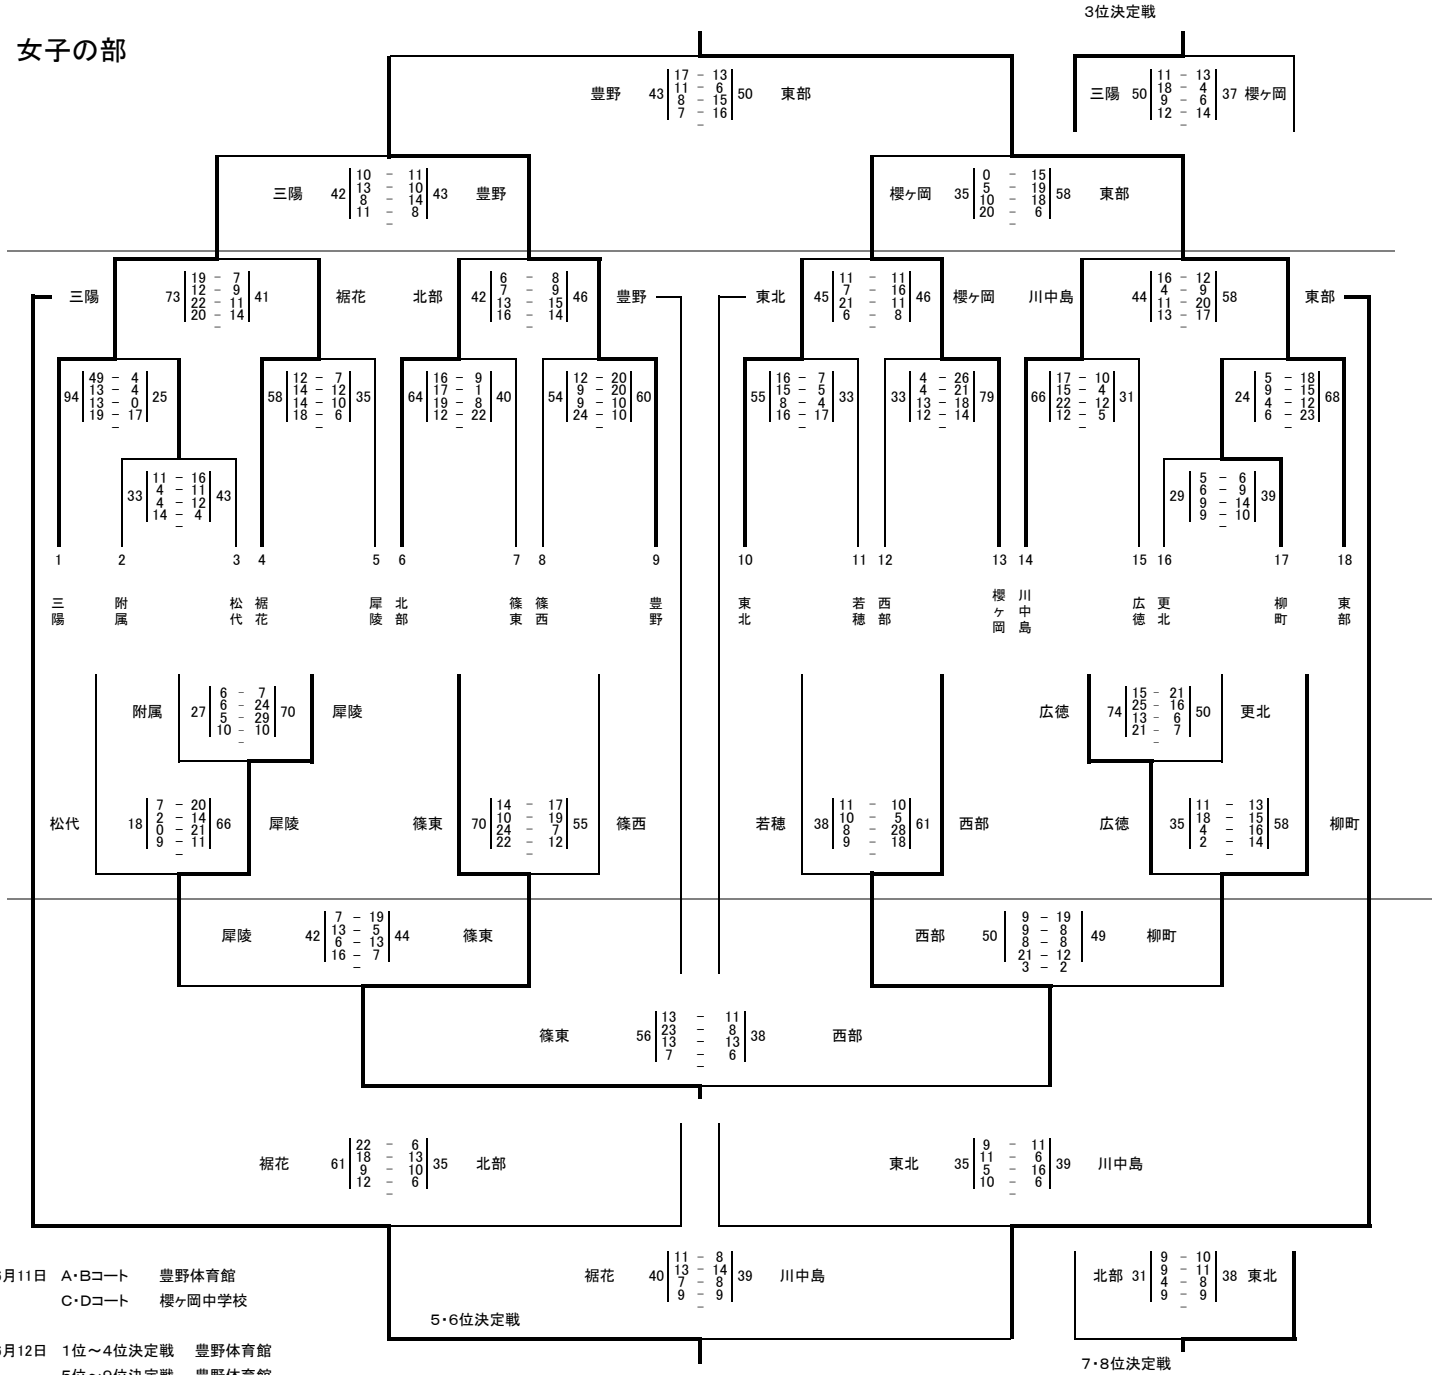 3位決定戦
女子の部
豊野 43 17 - 13 50 東部
11 - 6
8 - 15
7 - 16
-
三陽 50 11 - 13 37 櫻ヶ岡
18 - 4
9 - 6
12 - 14
-
三陽 42 10 - 11 43 豊野
13 - 10
8 - 14
11 - 8
-
櫻ヶ岡 35 0 - 15 58 東部
5 - 19
10 - 18
20 - 6
-
三陽 73 19 - 7 41 裾花
12 - 9
22 - 11
20 - 14
-
北部 42 6 - 8 46 豊野
7 - 9
13 - 15
16 - 14
-
東北 45 11 - 11 46 櫻ヶ岡
7 - 16
21 - 11
6 - 8
-
川中島 44 16 - 12 58 東部
4 - 9
11 - 20
13 - 17
-
94 49 - 4 25
13 - 4
13 - 0
19 - 17
-
58 12 - 7 35
14 - 12
14 - 10
18 - 6
-
64 16 - 9 40
17 - 1
19 - 8
12 - 22
-
54 12 - 20 60
9 - 20
9 - 10
24 - 10
-
55 16 - 7 33
15 - 5
8 - 4
16 - 17
-
33 4 - 26 79
4 - 21
13 - 18
12 - 14
-
66 17 - 10 31
15 - 4
22 - 12
12 - 5
-
24 5 - 18 68
9 - 15
4 - 12
6 - 23
-
33 11 - 16 43
4 - 11
4 - 12
14 - 4
-
29 5 - 6 39
6 - 9
9 - 14
9 - 10
-
1 2 3 4 5 6 7 8 9 10 11 12 13 14 15 16 17 18
三陽 附属 松代 裾花 犀陵 北部 篠東 篠西 豊野 東北 若穂 西部 櫻ヶ岡 川中島 広徳 更北 柳町 東部
附属 27 6 - 7 70 犀陵
6 - 24
5 - 29
10 - 10
-
広徳 74 15 - 21 50 更北
25 - 16
13 - 6
21 - 7
-
松代 18 7 - 20 66 犀陵
2 - 14
0 - 21
9 - 11
-
篠東 70 14 - 17 55 篠西
10 - 19
24 - 7
22 - 12
-
若穂 38 11 - 10 61 西部
10 - 5
8 - 28
9 - 18
-
広徳 35 11 - 13 58 柳町
18 - 15
4 - 16
2 - 14
-
犀陵 42 7 - 19 44 篠東
13 - 5
6 - 13
16 - 7
-
西部 50 9 - 19 49 柳町
9 - 8
8 - 8
21 - 12
3 - 2
篠東 56 13 - 11 38 西部
23 - 8
13 - 13
7 - 6
-
裾花 61 22 - 6 35 北部
18 - 13
9 - 10
12 - 6
-
東北 35 9 - 11 39 川中島
11 - 6
5 - 16
10 - 6
-
裾花 40 11 - 8 39 川中島
13 - 14
7 - 8
9 - 9
-
北部 31 9 - 10 38 東北
9 - 11
4 - 8
9 - 9
-
月11日 A・Bコート 豊野体育館
C・Dコート 櫻ヶ岡中学校
5・6位決定戦
月12日 1位～4位決定戦 豊野体育館
7・8位決定戦